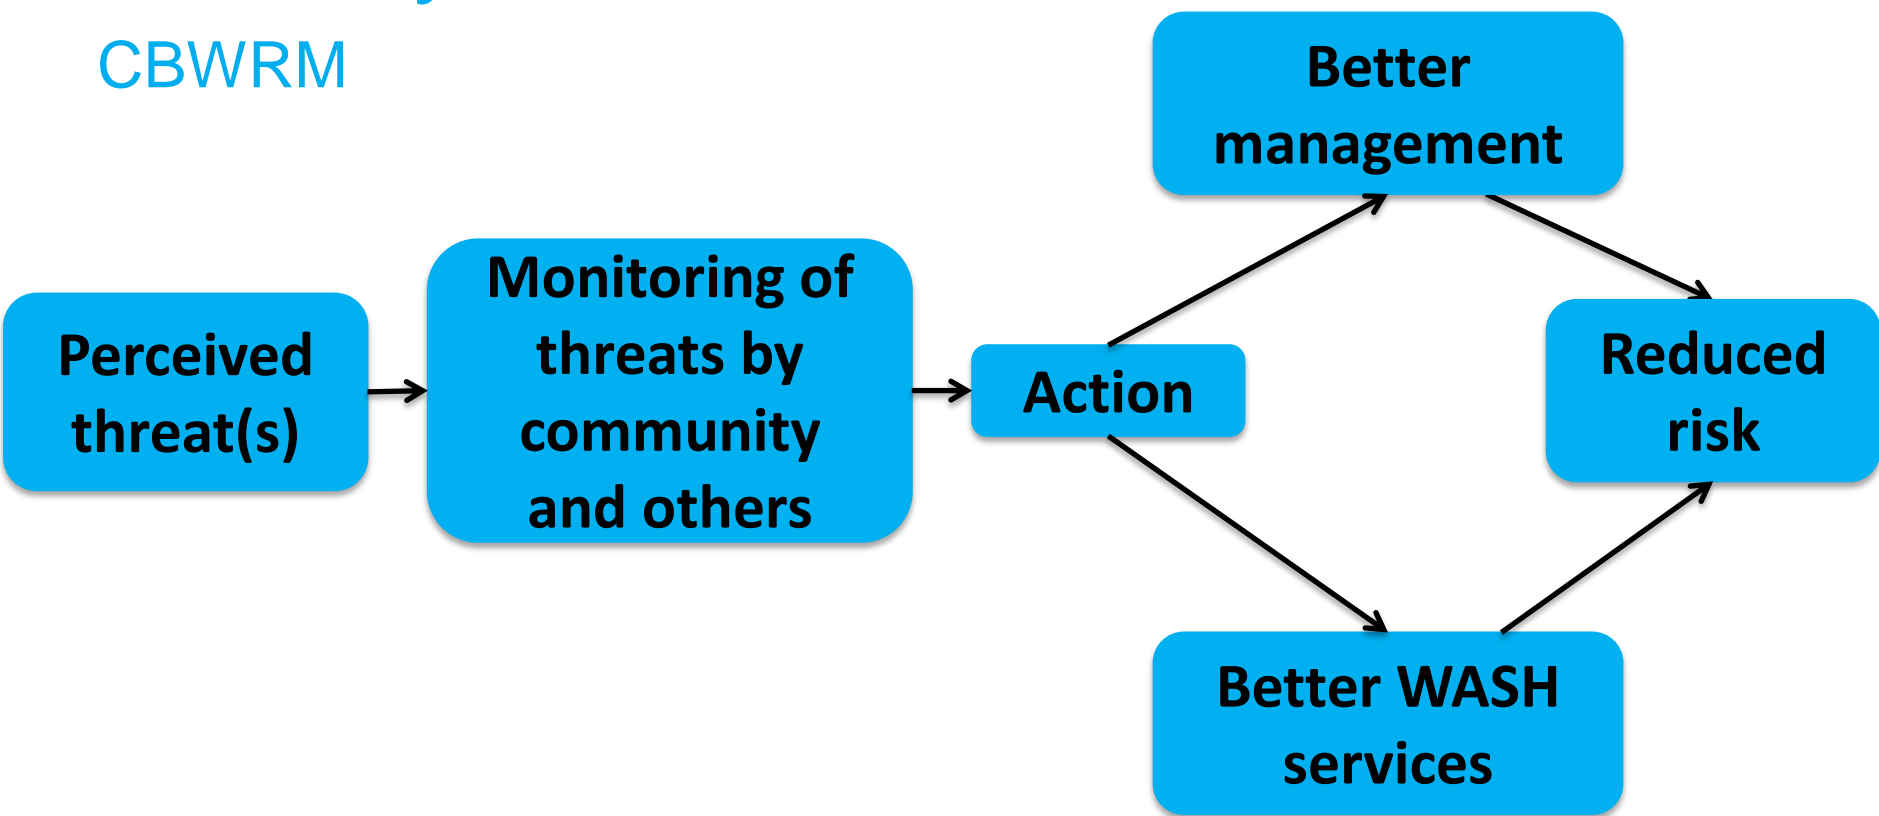 CBWRM
Perceived
threat(s)
Monitoring of
threats by
community
and others
Action
Better
management
Better WASH
services
Reduced
risk